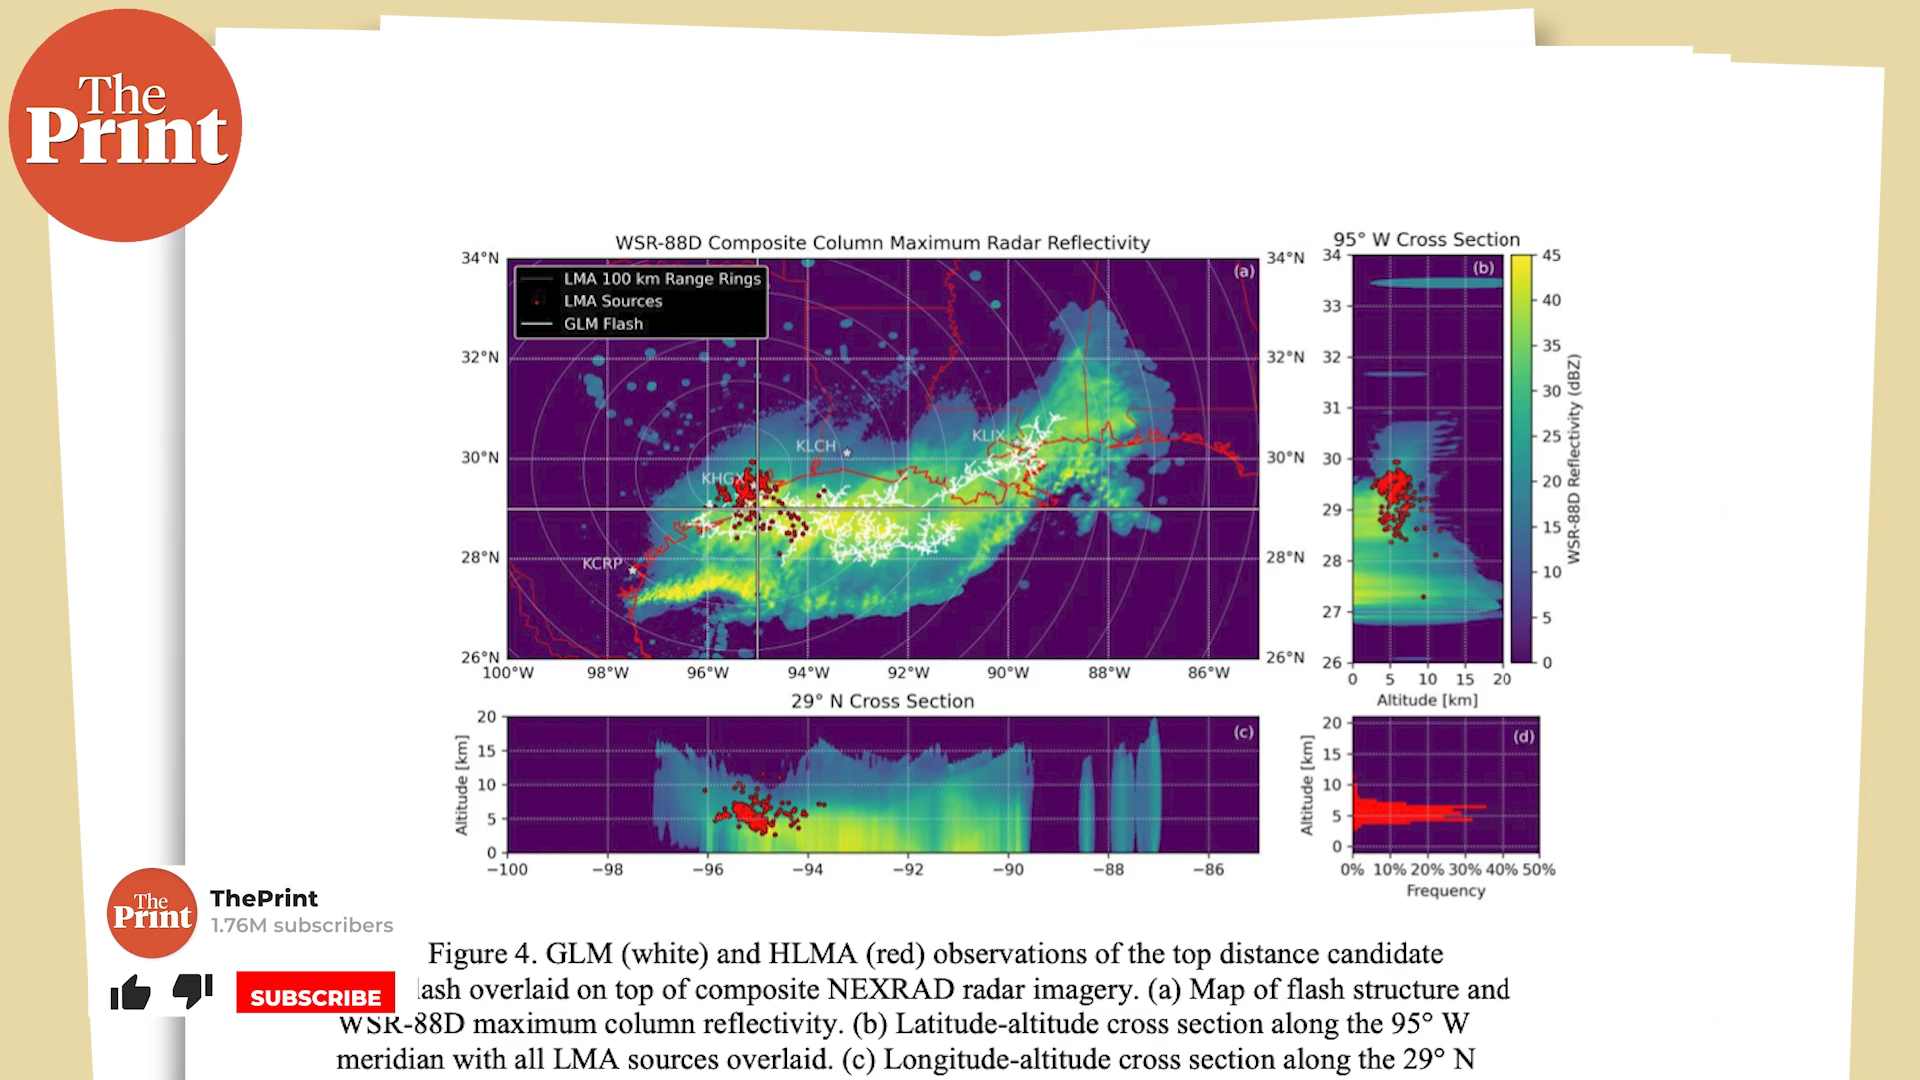 The
Print
WSR-88D Composite Column Maximum Radar Reflectivity
34°N
32°N
30°N
28°N
26°N
LMA 100 km Range Rings
LMA Sources
GLM Flash
(a)
KLCH
KLIX
KHGX
KCRP
34°N
32°N
30°N
28°N
26°N
100°W 98°W 96°W 94°W 92°W 90°W 88°W 86°W
95° W Cross Section
(b)
34
33
32
31
30
29
28
27
26
0 5 10 15 20
Altitude [km]
45
40
35
30
25
20
15
10
5
0
WSR-88D Reflectivity (dBZ)
29° N Cross Section
(c)
Altitude [km]
20
15
10
5
0
−100 −98 −96 −94 −92 −90 −88 −86
(d)
Altitude [km]
20
15
10
5
0
0% 10% 20% 30% 40% 50%
Frequency
The
Print
ThePrint
1.76M subscribers
SUBSCRIBE
Figure 4. GLM (white) and HLMA (red) observations of the top distance candidate
lash overlaid on top of composite NEXRAD radar imagery. (a) Map of flash structure and
WSR-88D maximum column reflectivity. (b) Latitude-altitude cross section along the 95° W
meridian with all LMA sources overlaid. (c) Longitude-altitude cross section along the 29° N